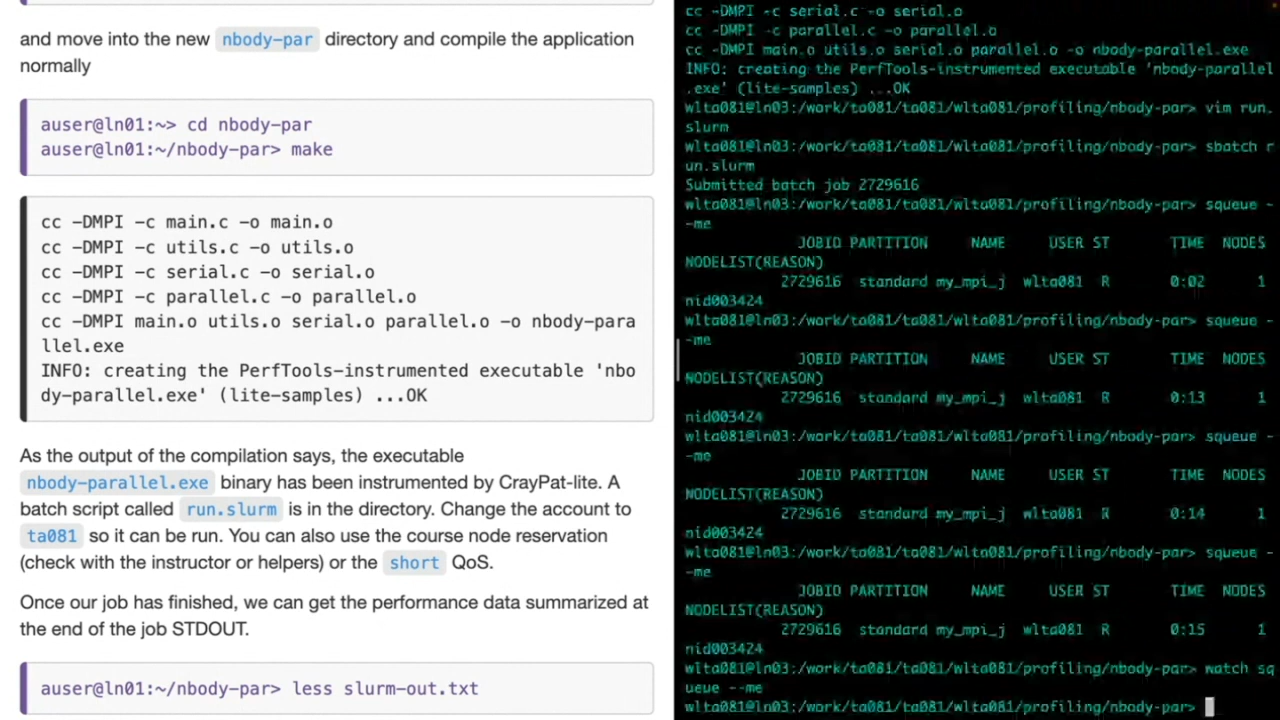 and move into the new nbody-par directory and compile the application
normally
auser@ln01:~> cd nbody-par
auser@ln01:~/nbody-par> make
cc -DMPI -c main.c -o main.o
cc -DMPI -c utils.c -o utils.o
cc -DMPI -c serial.c -o serial.o
cc -DMPI -c parallel.c -o parallel.o
cc -DMPI main.o utils.o serial.o parallel.o -o nbody-para
llel.exe
INFO: creating the PerfTools-instrumented executable 'nbo
dy-parallel.exe' (lite-samples) ...OK
As the output of the compilation says, the executable
nbody-parallel.exe binary has been instrumented by CrayPat-lite. A
batch script called run.slurm is in the directory. Change the account to
ta081 so it can be run. You can also use the course node reservation
(check with the instructor or helpers) or the short QoS.
Once our job has finished, we can get the performance data summarized at
the end of the job STDOUT.
auser@ln01:~/nbody-par> less slurm-out.txt
cc -DMPI -c serial.c -o serial.o
cc -DMPI -c parallel.c -o parallel.o
cc -DMPI main.o utils.o serial.o parallel.o -o nbody-parallel.exe
INFO: creating the PerfTools-instrumented executable 'nbody-parallel
.exe' (lite-samples) ...OK
wlta081@ln03:/work/ta081/ta081/wlta081/profiling/nbody-par> vim run.
slurm
wlta081@ln03:/work/ta081/ta081/wlta081/profiling/nbody-par> sbatch r
un.slurm
Submitted batch job 2729616
wlta081@ln03:/work/ta081/ta081/wlta081/profiling/nbody-par> squeue -
-me
JOBID PARTITION NAME USER ST TIME NODES
NODELIST(REASON)
2729616 standard my_mpi_j wlta081 R 0:02 1
nid003424
wlta081@ln03:/work/ta081/ta081/wlta081/profiling/nbody-par> squeue -
-me
JOBID PARTITION NAME USER ST TIME NODES
NODELIST(REASON)
2729616 standard my_mpi_j wlta081 R 0:13 1
nid003424
wlta081@ln03:/work/ta081/ta081/wlta081/profiling/nbody-par> squeue -
-me
JOBID PARTITION NAME USER ST TIME NODES
NODELIST(REASON)
2729616 standard my_mpi_j wlta081 R 0:14 1
nid003424
wlta081@ln03:/work/ta081/ta081/wlta081/profiling/nbody-par> squeue -
-me
JOBID PARTITION NAME USER ST TIME NODES
NODELIST(REASON)
2729616 standard my_mpi_j wlta081 R 0:15 1
nid003424
wlta081@ln03:/work/ta081/ta081/wlta081/profiling/nbody-par> watch sq
ueue --me
wlta081@ln03:/work/ta081/ta081/wlta081/profiling/nbody-par>